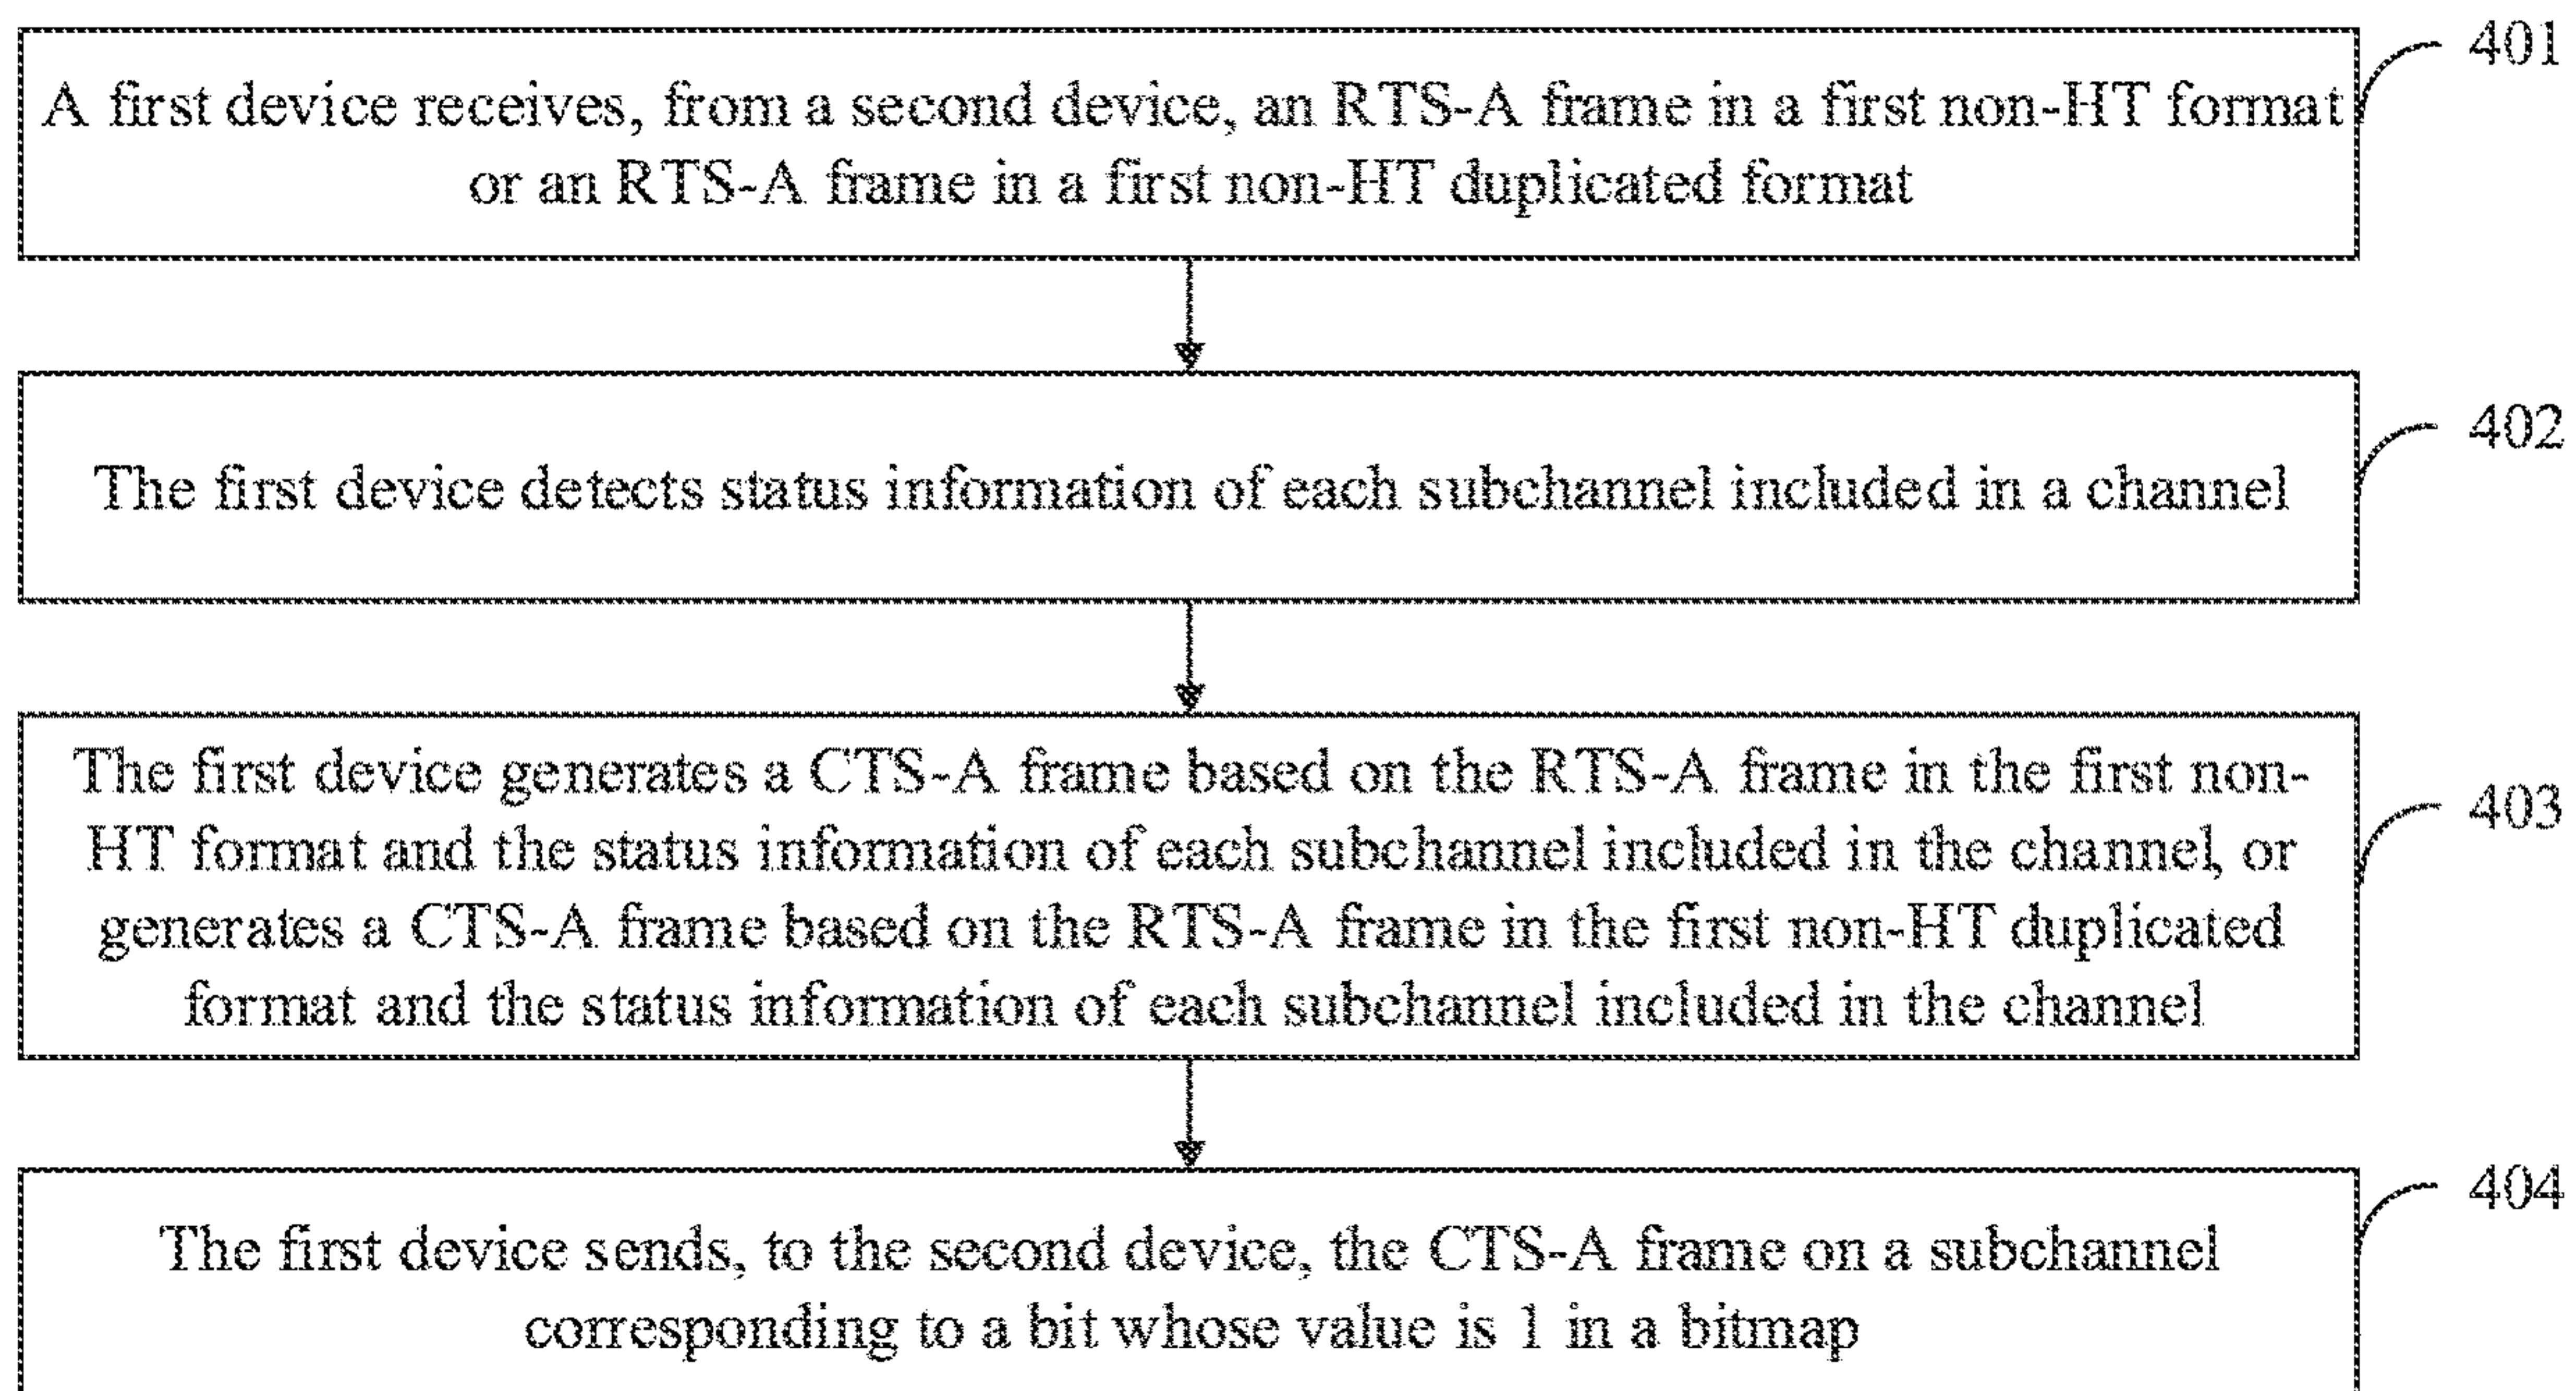 401
A first device receives, from a second device, an RTS-A frame in a first non-HT format
or an RTS-A frame in a first non-HT duplicated format
402
The first device detects status information of each subchannel included in a channel
The first device generates a CTS-A frame based on the RTS-A frame in the first non-
HT format and the status information of each subchannel included in the channel, or
403
generates a CTS-A frame based on the RTS-A frame in the first non-HT duplicated
format and the status information of each subchannel included in the channel
404
The first device sends, to the second device, the CTS-A frame on a subchannel
corresponding to a bit whose value is 1 in a bitmap